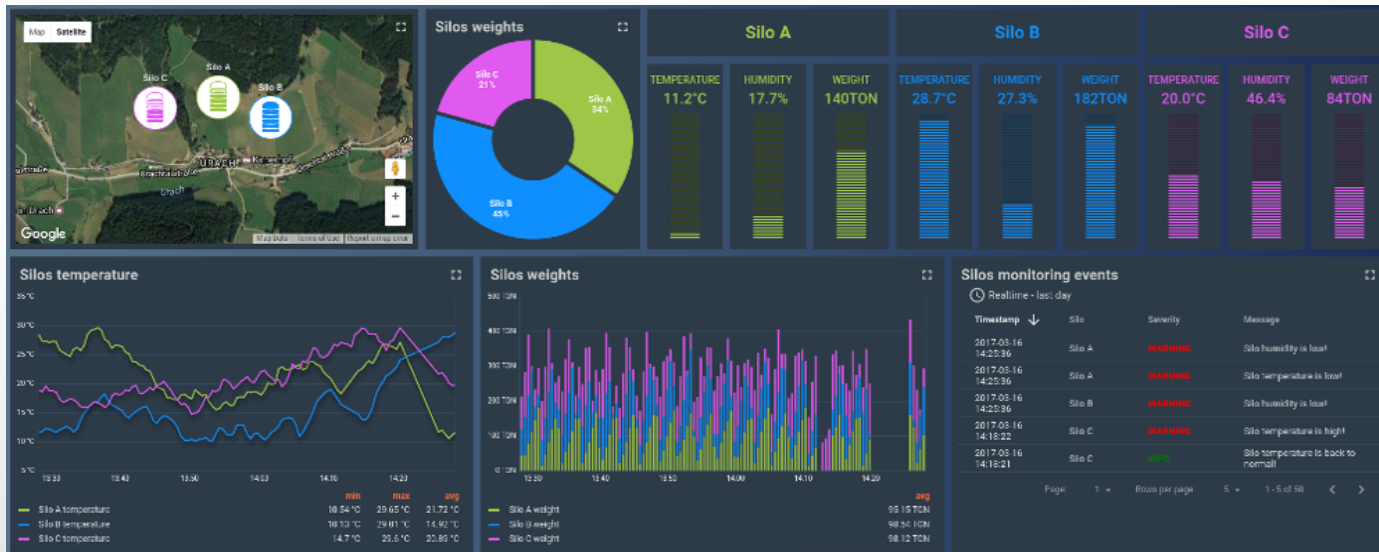 Map Satellite
Silo C
Silo A
Silo B
URACH
Urachtalstraße
Urach
Google
Map Data Terms of Use Report a map error
Silos weights
Silo C
21%
Silo A
34%
Silo B
45%
Silo A
TEMPERATURE
11.2°C
HUMIDITY
17.7%
WEIGHT
140TON
Silo B
TEMPERATURE
28.7°C
HUMIDITY
27.3%
WEIGHT
182TON
Silo C
TEMPERATURE
20.0°C
HUMIDITY
46.4%
WEIGHT
84TON
Silos temperature
35 °C
30 °C
25 °C
20 °C
15 °C
10 °C
5 °C
13:30 13:40 13:50 14:00 14:10 14:20
min max avg
Silo A temperature 10.54 °C 29.65 °C 21.72 °C
Silo B temperature 10.13 °C 29.01 °C 14.92 °C
Silo C temperature 14.7 °C 29.6 °C 20.89 °C
Silos weights
500 TON
400 TON
300 TON
200 TON
100 TON
0 TON
13:30 13:40 13:50 14:00 14:10 14:20
avg
Silo A weight 95.15 TON
Silo B weight 98.54 TON
Silo C weight 98.12 TON
Silos monitoring events
Realtime - last day
Timestamp Silo Severity Message
2017-03-16
14:25:36 Silo A WARNING Silo humidity is low!
2017-03-16
14:25:36 Silo A WARNING Silo temperature is low!
2017-03-16
14:25:36 Silo B WARNING Silo humidity is low!
2017-03-16
14:18:22 Silo C WARNING Silo temperature is high!
2017-03-16
14:18:21 Silo C INFO Silo temperature is back to
normal!
Page: 1 Rows per page 5 1 - 5 of 50